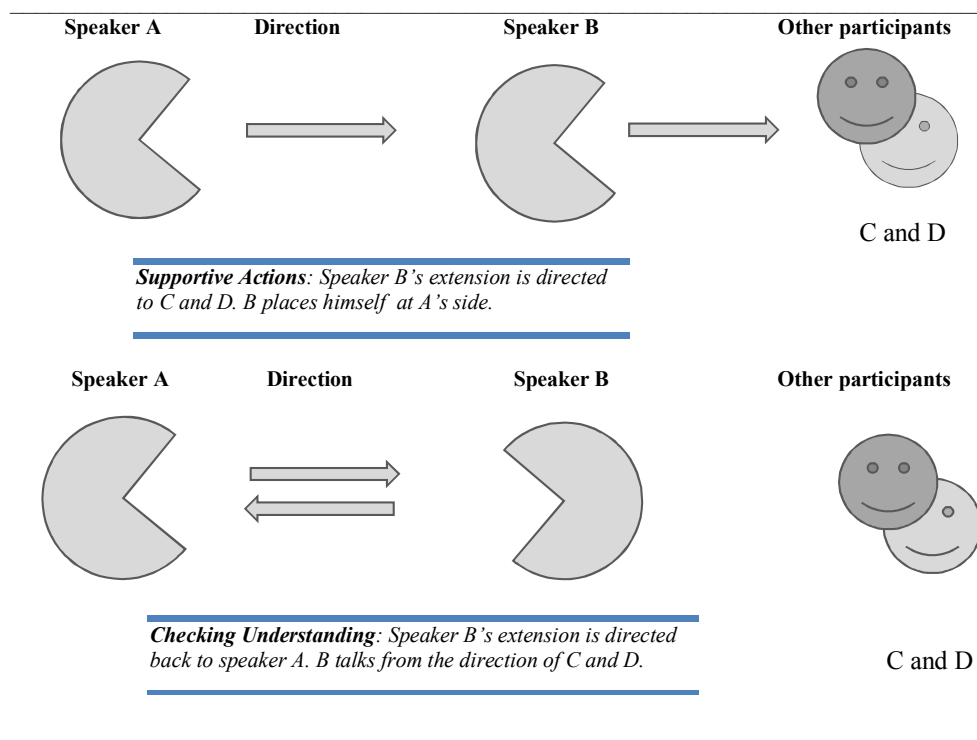 Speaker A Direction Speaker B Other participants
C and D
Supportive Actions: Speaker B’s extension is directed
to C and D. B places himself at A’s side.
Speaker A Direction Speaker B Other participants
Checking Understanding: Speaker B’s extension is directed
back to speaker A. B talks from the direction of C and D.
C and D